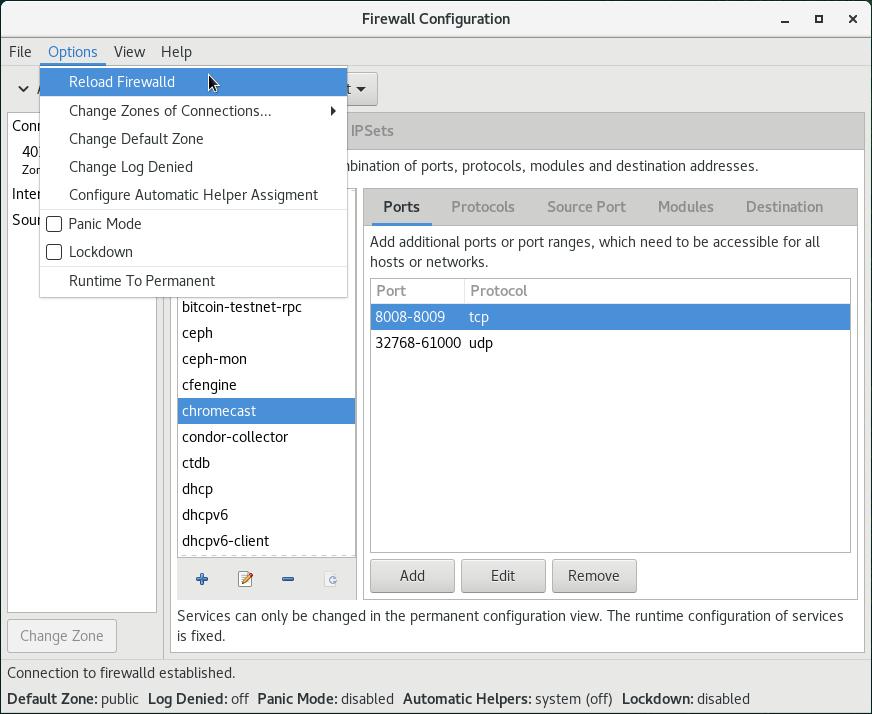 Firewall Configuration
File Options View Help
Reload Firewalld
Change Zones of Connections...
Change Default Zone
Change Log Denied
Configure Automatic Helper Assigment
Panic Mode
Lockdown
Runtime To Permanent
IPSets
of ports, protocols, modules and destination addresses.
bitcoin-testnet-rpc
ceph
ceph-mon
cfengine
chromecast
condor-collector
ctdb
dhcp
dhcpv6
dhcpv6-client
Ports Protocols Source Port Modules Destination
Add additional ports or port ranges, which need to be accessible for all
hosts or networks.
Port Protocol
8008-8009 tcp
32768-61000 udp
Add Edit Remove
Services can only be changed in the permanent configuration view. The runtime configuration of services
is fixed.
Change Zone
Connection to firewalld established.
Default Zone: public Log Denied: off Panic Mode: disabled Automatic Helpers: system (off) Lockdown: disabled